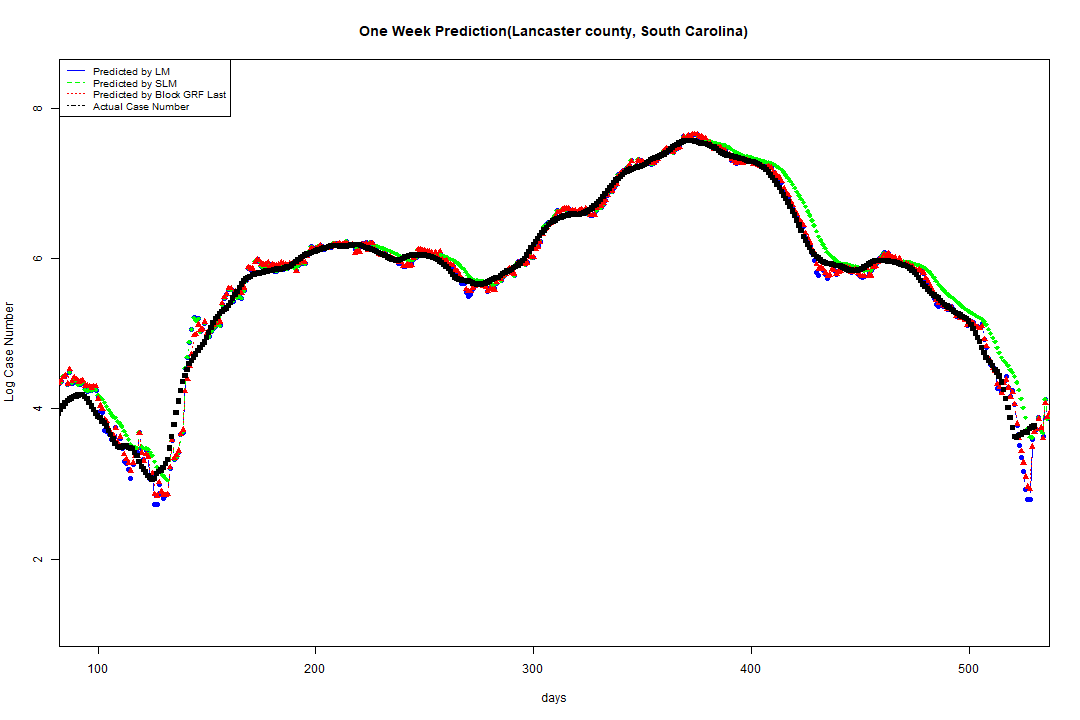 One Week Prediction(Lancaster county, South Carolina)
Predicted by LM
Predicted by SLM
Predicted by Block GRF Last
Actual Case Number
8
6
4
2
Log Case Number
100 200 300 400 500
days